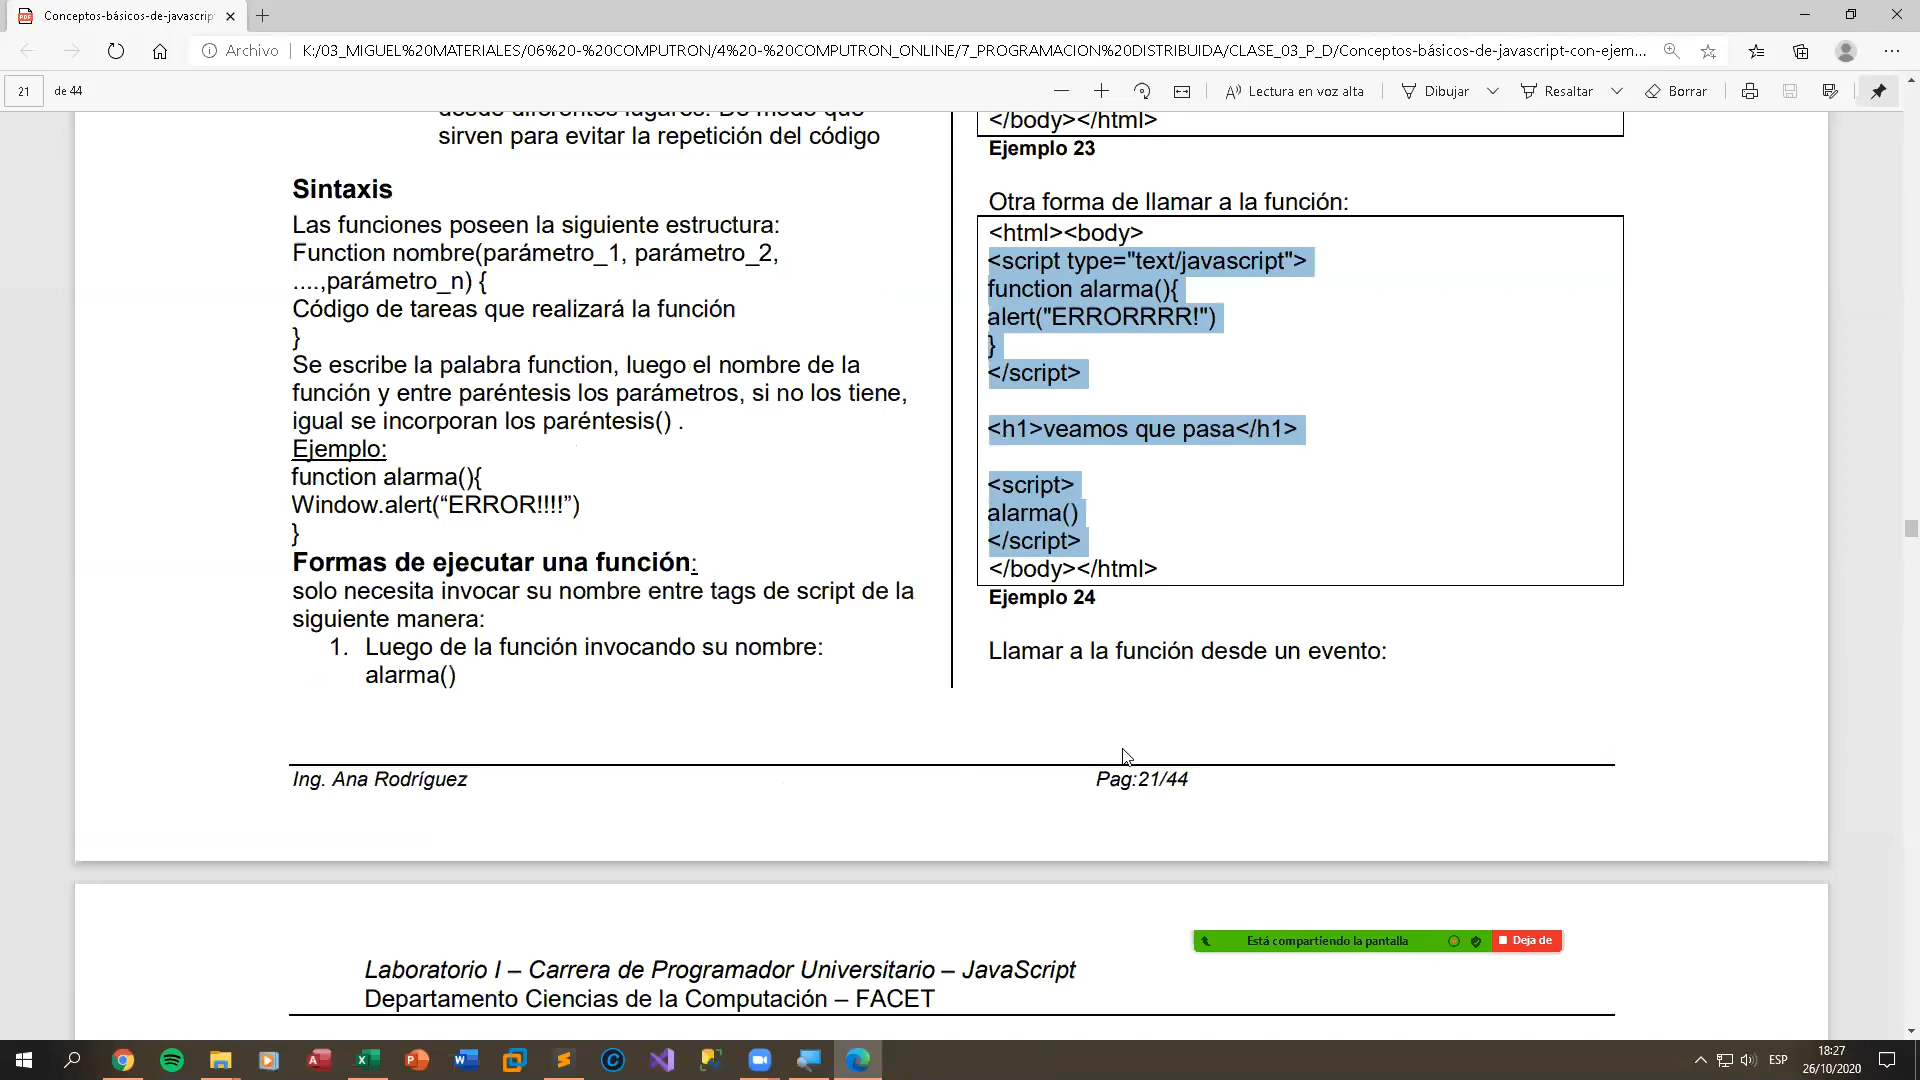 Conceptos-básicos-de-javascrip
Archivo
K:/03_MIGUEL%20MATERIALES/06%20-%20COMPUTRON/4%20-%20COMPUTRON_ONLINE/7_PROGRAMACION%20DISTRIBUIDA/CLASE_03_P_D/Conceptos-básicos-de-javascript-con-ejem...
21 de 44
Lectura en voz alta
Dibujar
Resaltar
Borrar
sirven para evitar la repetición del código
Sintaxis
Las funciones poseen la siguiente estructura:
Function nombre(parámetro_1, parámetro_2,
....,parámetro_n) {
Código de tareas que realizará la función
}
Se escribe la palabra function, luego el nombre de la
función y entre paréntesis los parámetros, si no los tiene,
igual se incorporan los paréntesis() .
Ejemplo:
function alarma(){
Window.alert(“ERROR!!!!”)
}
Formas de ejecutar una función:
solo necesita invocar su nombre entre tags de script de la
siguiente manera:
1. Luego de la función invocando su nombre:
alarma()
</body></html>
Ejemplo 23
Otra forma de llamar a la función:
<html><body>
<script type="text/javascript">
function alarma(){
alert("ERRORRRR!")
}
</script>
<h1>veamos que pasa</h1>
<script>
alarma()
</script>
</body></html>
Ejemplo 24
Llamar a la función desde un evento:
Ing. Ana Rodríguez
Pag:21/44
Está compartiendo la pantalla
Deja de
Laboratorio I – Carrera de Programador Universitario – JavaScript
Departamento Ciencias de la Computación – FACET
ESP
18:27
26/10/2020